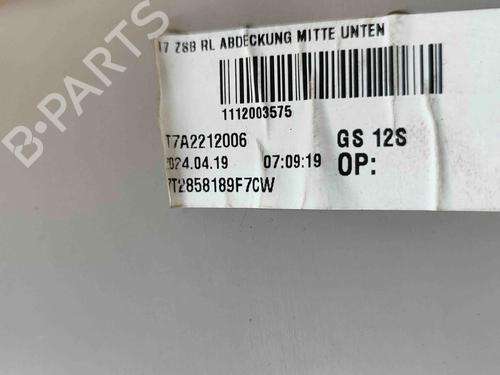 B-PARTS
17 ZSB RL ABDECKUNG MITTE UNTEN
1112003575
T7A2212006 GS 12S
2024.04.19 07:09:19 OP:
7T2858189F7CW